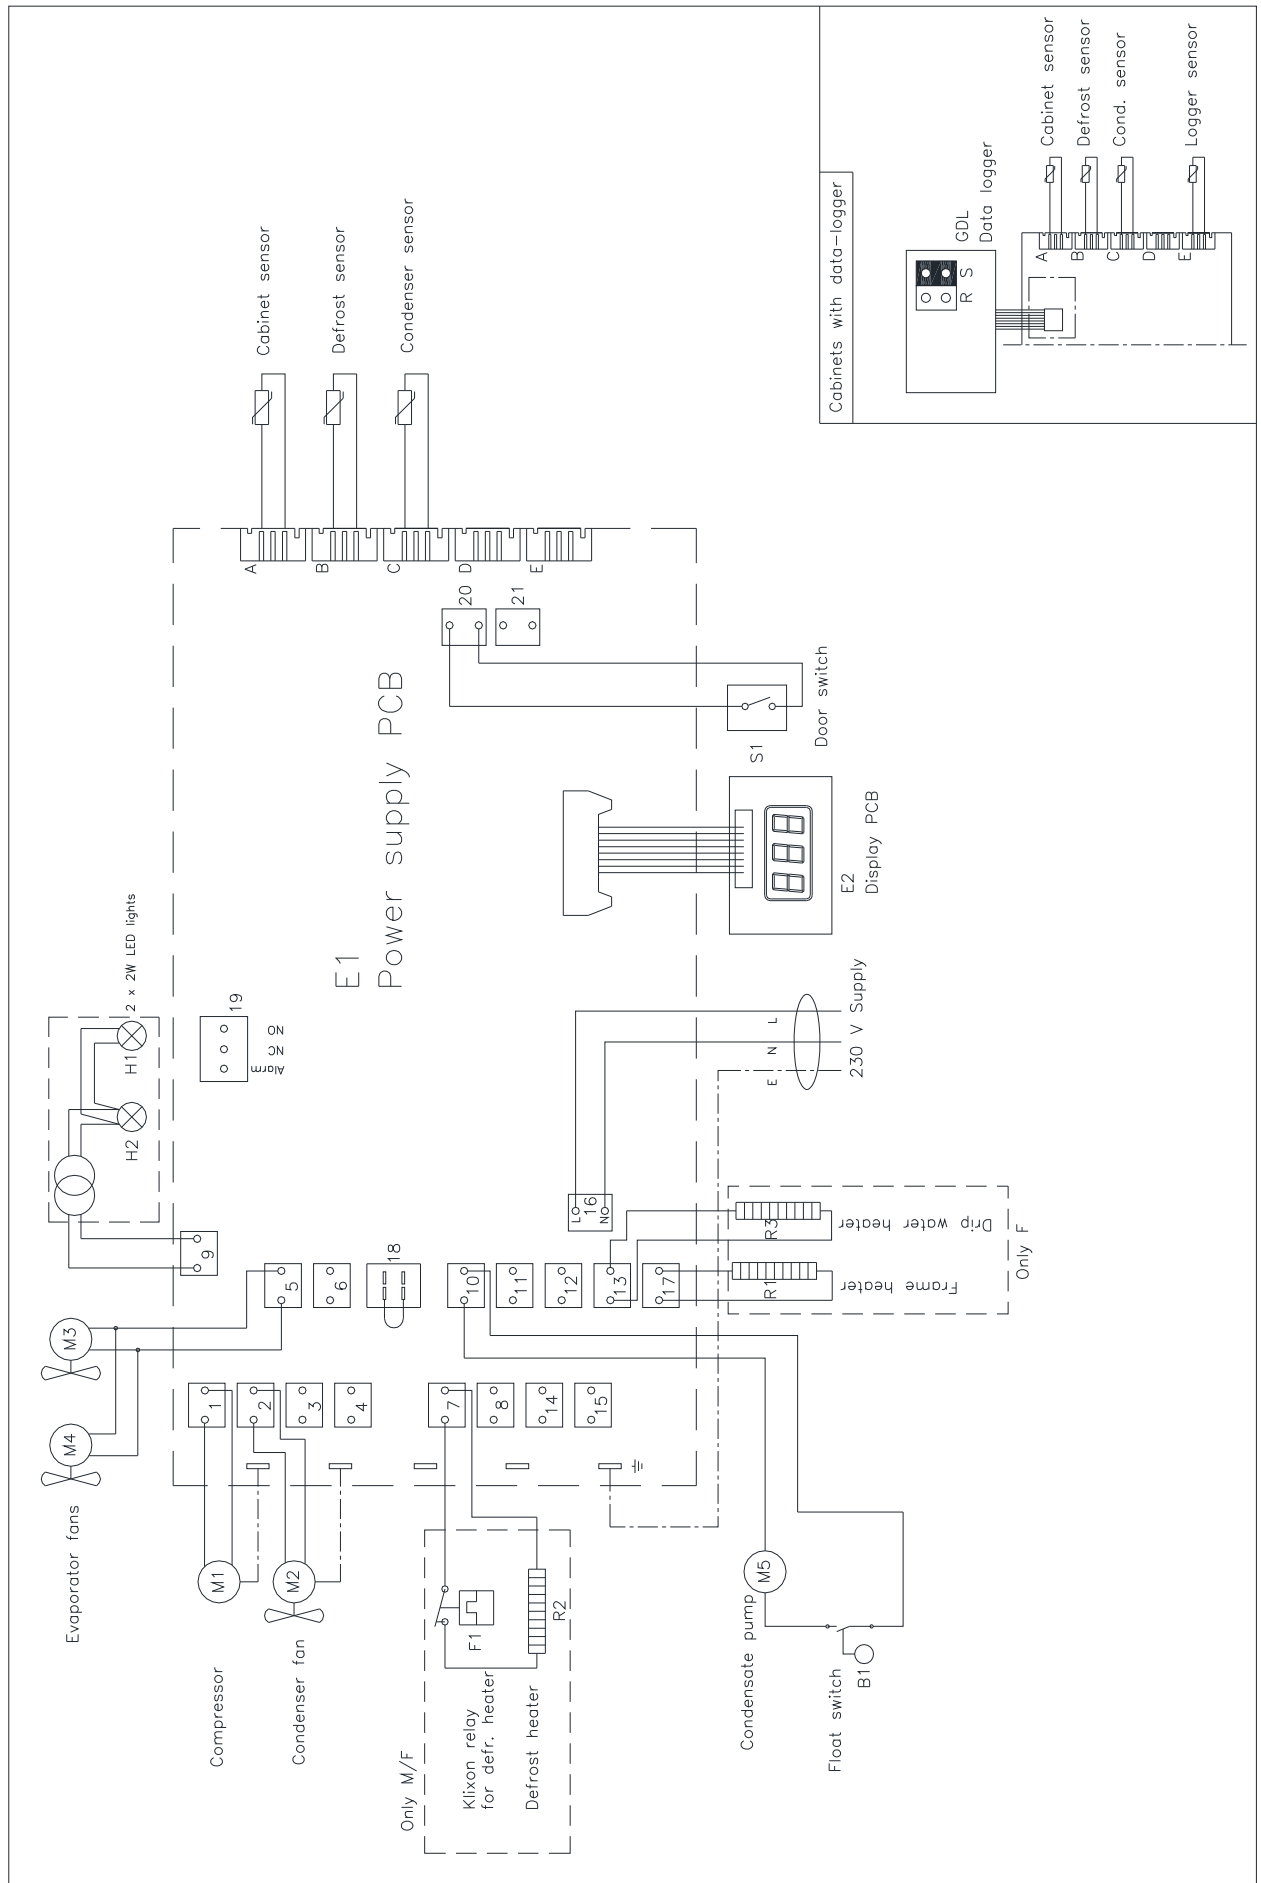 Cabinets with data-logger
GDL
Data logger
R S
A
B
C
D
E
Cabinet sensor
Defrost sensor
Cond. sensor
Logger sensor
Cabinet sensor
Defrost sensor
Condenser sensor
A
B
C
D
E
20
21
S1
Door switch
E1
Power supply PCB
E2
Display PCB
2 x 2W LED lights
H1
H2
19
NO
NC
Alarm
E N L
230 V Supply
L
N
16
9
5
6
18
10
11
12
13
17
R3
Drip water heater
R1
Frame heater
Only F
M3
M4
Evaporator fans
1
2
3
4
7
8
14
15
M1
Compressor
M2
Condenser fan
Only M/F
F1
Klixon relay
for defr. heater
R2
Defrost heater
M5
Condensate pump
B1
Float switch